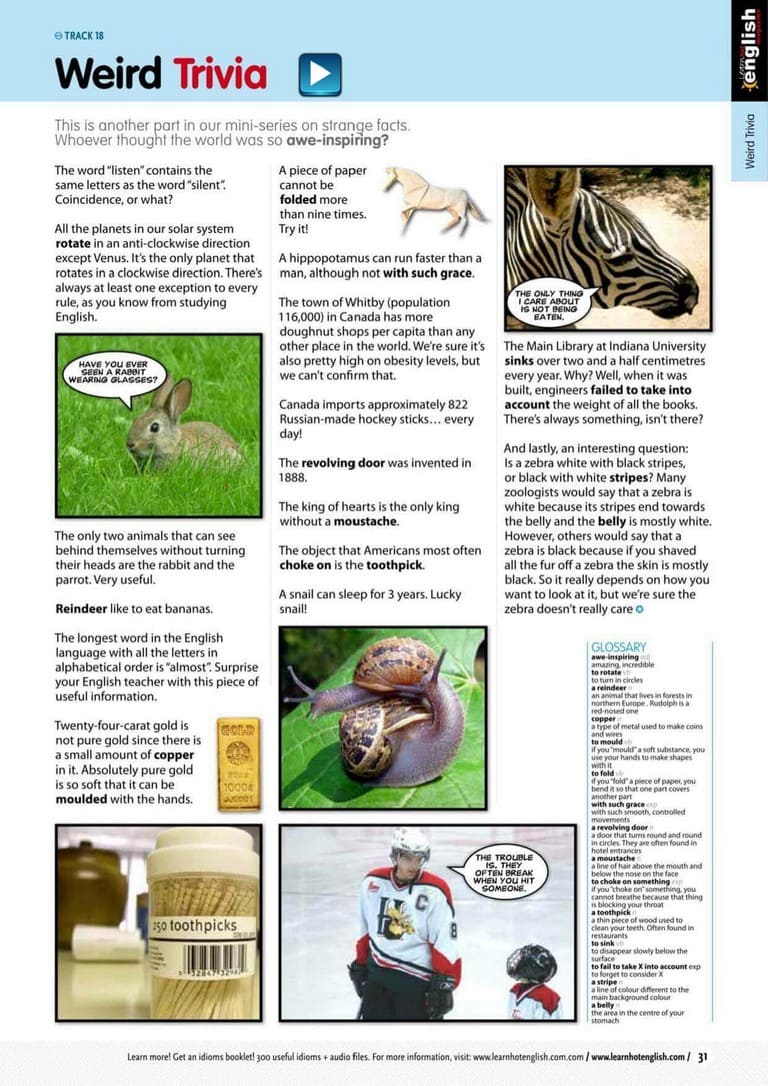 TRACK 18
Weird Trivia
Learn hot
english
magazine
Weird Trivia
This is another part in our mini-series on strange facts.
Whoever thought the world was so awe-inspiring?
The word "listen" contains the
same letters as the word "silent".
Coincidence, or what?
All the planets in our solar system
rotate in an anti-clockwise direction
except Venus. It's the only planet that
rotates in a clockwise direction. There's
always at least one exception to every
rule, as you know from studying
English.
HAVE YOU EVER
SEEN A RABBIT
WEARING GLASSES?
The only two animals that can see
behind themselves without turning
their heads are the rabbit and the
parrot. Very useful.
Reindeer like to eat bananas.
The longest word in the English
language with all the letters in
alphabetical order is "almost". Surprise
your English teacher with this piece of
useful information.
Twenty-four-carat gold is
not pure gold since there is
a small amount of copper
in it. Absolutely pure gold
is so soft that it can be
moulded with the hands.
GOLD
1000g
250 toothpicks
A piece of paper
cannot be
folded more
than nine times.
Try it!
A hippopotamus can run faster than a
man, although not with such grace.
The town of Whitby (population
116,000) in Canada has more
doughnut shops per capita than any
other place in the world. We're sure it's
also pretty high on obesity levels, but
we can't confirm that.
Canada imports approximately 822
Russian-made hockey sticks… every
day!
The revolving door was invented in
1888.
The king of hearts is the only king
without a moustache.
The object that Americans most often
choke on is the toothpick.
A snail can sleep for 3 years. Lucky
snail!
THE TROUBLE
IS, THEY
OFTEN BREAK
WHEN YOU HIT
SOMEONE.
C
H
8
THE ONLY THING
I CARE ABOUT
IS NOT BEING
EATEN.
The Main Library at Indiana University
sinks over two and a half centimetres
every year. Why? Well, when it was
built, engineers failed to take into
account the weight of all the books.
There's always something, isn't there?
And lastly, an interesting question:
Is a zebra white with black stripes,
or black with white stripes? Many
zoologists would say that a zebra is
white because its stripes end towards
the belly and the belly is mostly white.
However, others would say that a
zebra is black because if you shaved
all the fur off a zebra the skin is mostly
black. So it really depends on how you
want to look at it, but we're sure the
zebra doesn't really care
GLOSSARY
awe-inspiring adj
amazing, incredible
to rotate vb
to turn in circles
a reindeer n
an animal that lives in forests in
northern Europe. Rudolph is a
red-nosed one
copper n
a type of metal used to make coins
and wires
to mould vb
if you "mould" a soft substance, you
use your hands to make shapes
with it
to fold vb
if you "fold" a piece of paper, you
bend it so that one part covers
another part
with such grace exp
with such smooth, controlled
movements
a revolving door n
a door that turns round and round
in circles. They are often found in
hotel entrances
a moustache n
a line of hair above the mouth and
below the nose on the face
to choke on something exp
if you "choke on" something, you
cannot breathe because that thing
is blocking your throat
a toothpick n
a thin piece of wood used to
clean your teeth. Often found in
restaurants
to sink vb
to disappear slowly below the
surface
to fail to take X into account exp
to forget to consider X
a stripe n
a line of colour different to the
main background colour
a belly n
the area in the centre of your
stomach
Learn more! Get an idioms booklet! 300 useful idioms + audio files. For more information, visit: www.learnhotenglish.com.com / www.learnhotenglish.com / 31